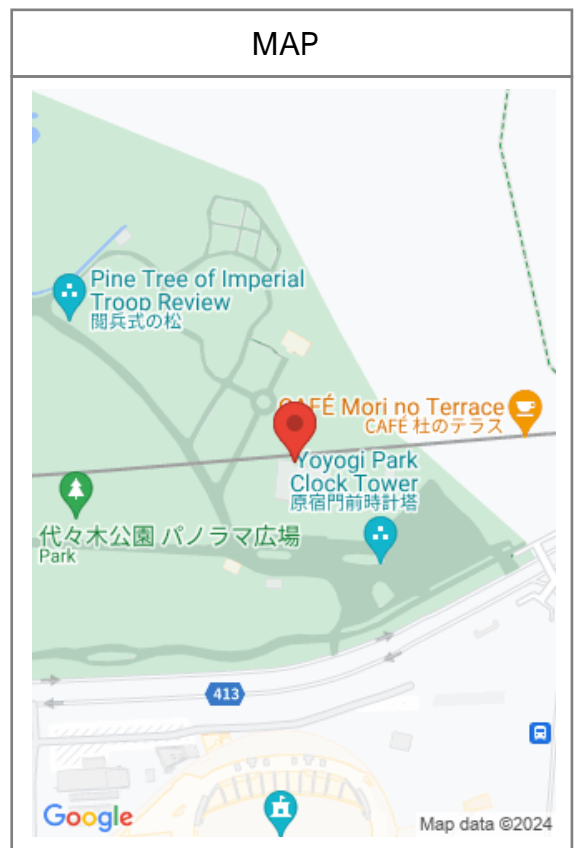 MAP
Pine Tree of Imperial
Troop Review
閲兵式の松
CAFÉ Mori no Terrace
CAFÉ 杜のテラス
Yoyogi Park
Clock Tower
原宿門前時計塔
代々木公園 パノラマ広場
Park
413
Google
Map data ©2024